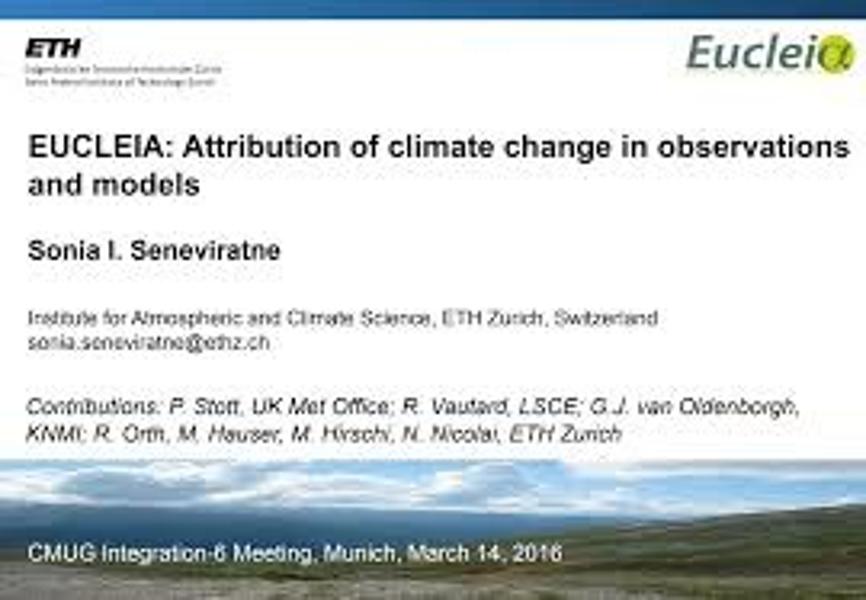 ETH
Eucleiα
Eidgenössische Technische Hochschule Zürich
Swiss Federal Institute of Technology Zurich
EUCLEIA: Attribution of climate change in observations
and models
Sonia I. Seneviratne
Institute for Atmospheric and Climate Science, ETH Zurich, Switzerland
sonia.seneviratne@ethz.ch
Contributions: P. Stott, UK Met Office; R. Vautard, LSCE; G.J. van Oldenborgh,
KNMI; R. Orth, M. Hauser, M. Hirschi, N. Nicolai, ETH Zurich
CMUG Integration-6 Meeting, Munich, March 14, 2016